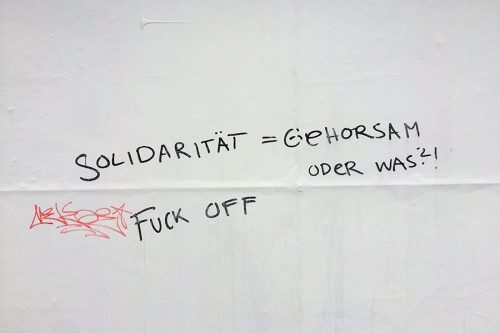 SOLIDARITÄT = GEHORSAM
ODER WAS?!
FUCK OFF